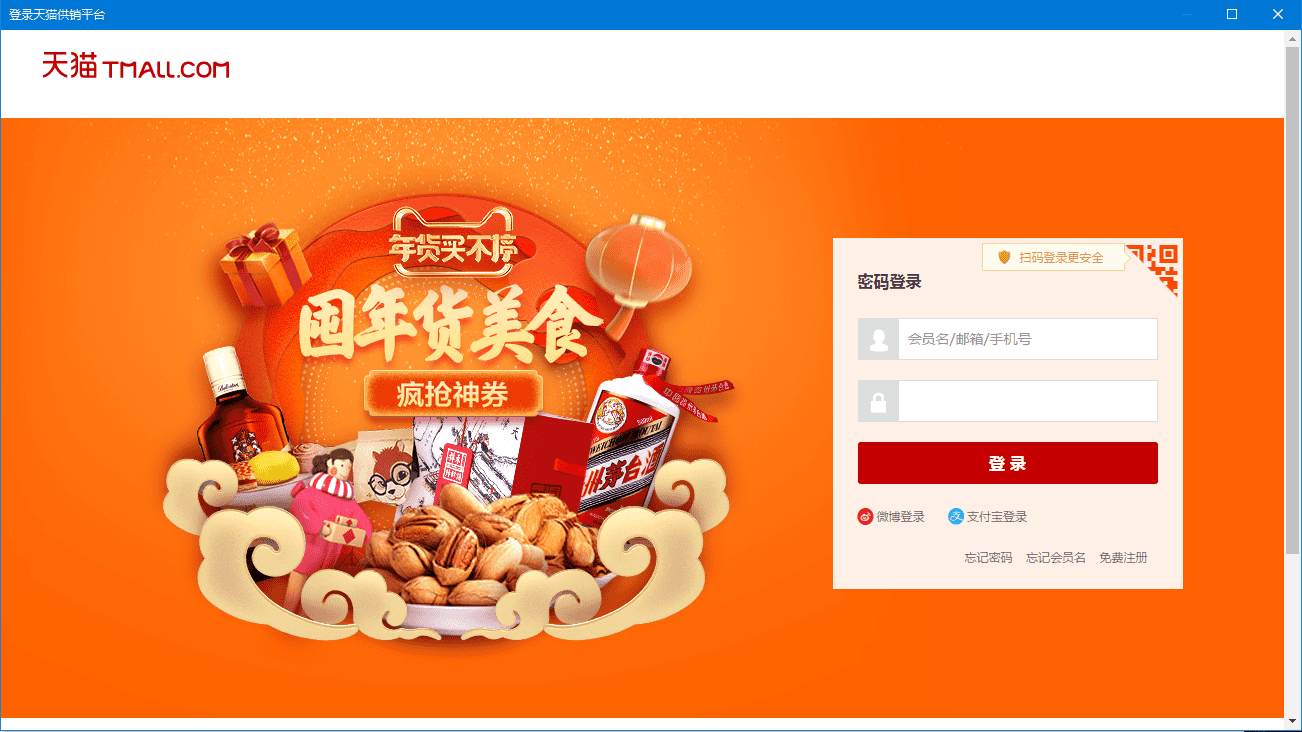 登录天猫供销平台
天猫 TMALL.COM
年货买不停
囤年货美食
疯抢神券
扫码登录更安全
密码登录
会员名/邮箱/手机号
登 录
微博登录 支付宝登录
忘记密码 忘记会员名 免费注册